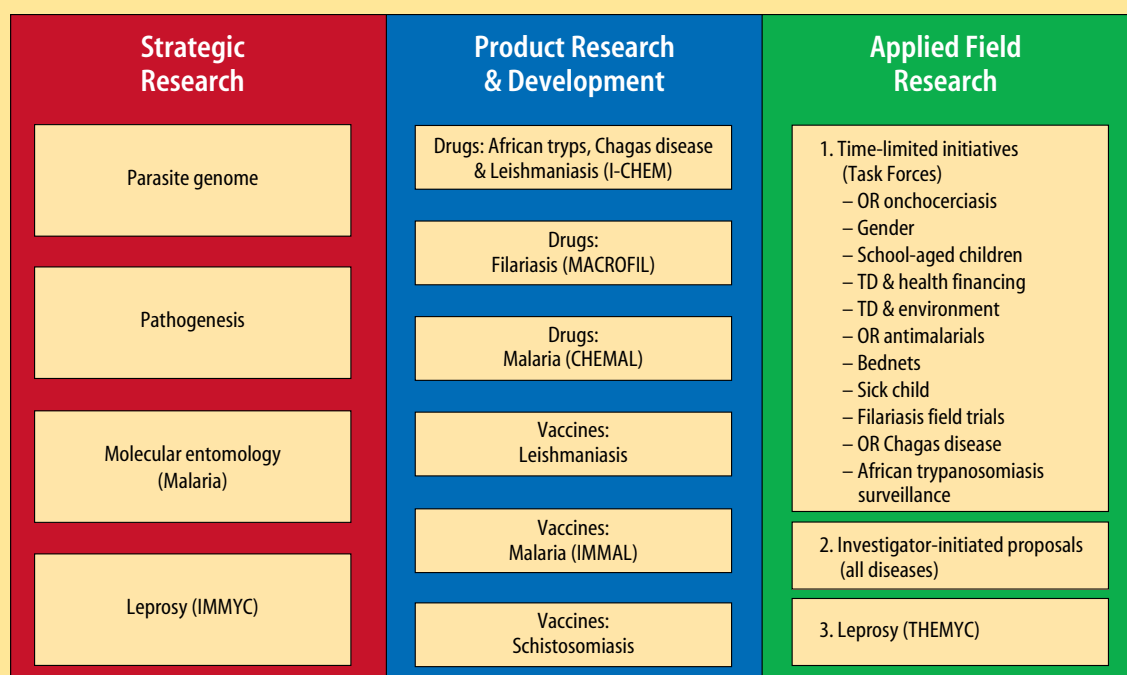 Strategic
Research
Parasite genome
Pathogenesis
Molecular entomology
(Malaria)
Leprosy (IMMYC)
Product Research
& Development
Drugs: African tryps, Chagas disease
& Leishmaniasis (I-CHEM)
Drugs:
Filariasis (MACROFIL)
Drugs:
Malaria (CHEMAL)
Vaccines:
Leishmaniasis
Vaccines:
Malaria (IMMAL)
Vaccines:
Schistosomiasis
Applied Field
Research
1. Time-limited initiatives
(Task Forces)
– OR onchocerciasis
– Gender
– School-aged children
– TD & health financing
– TD & environment
– OR antimalarials
– Bednets
– Sick child
– Filariasis field trials
– OR Chagas disease
– African trypanosomiasis
surveillance
2. Investigator-initiated proposals
(all diseases)
3. Leprosy (THEMYC)